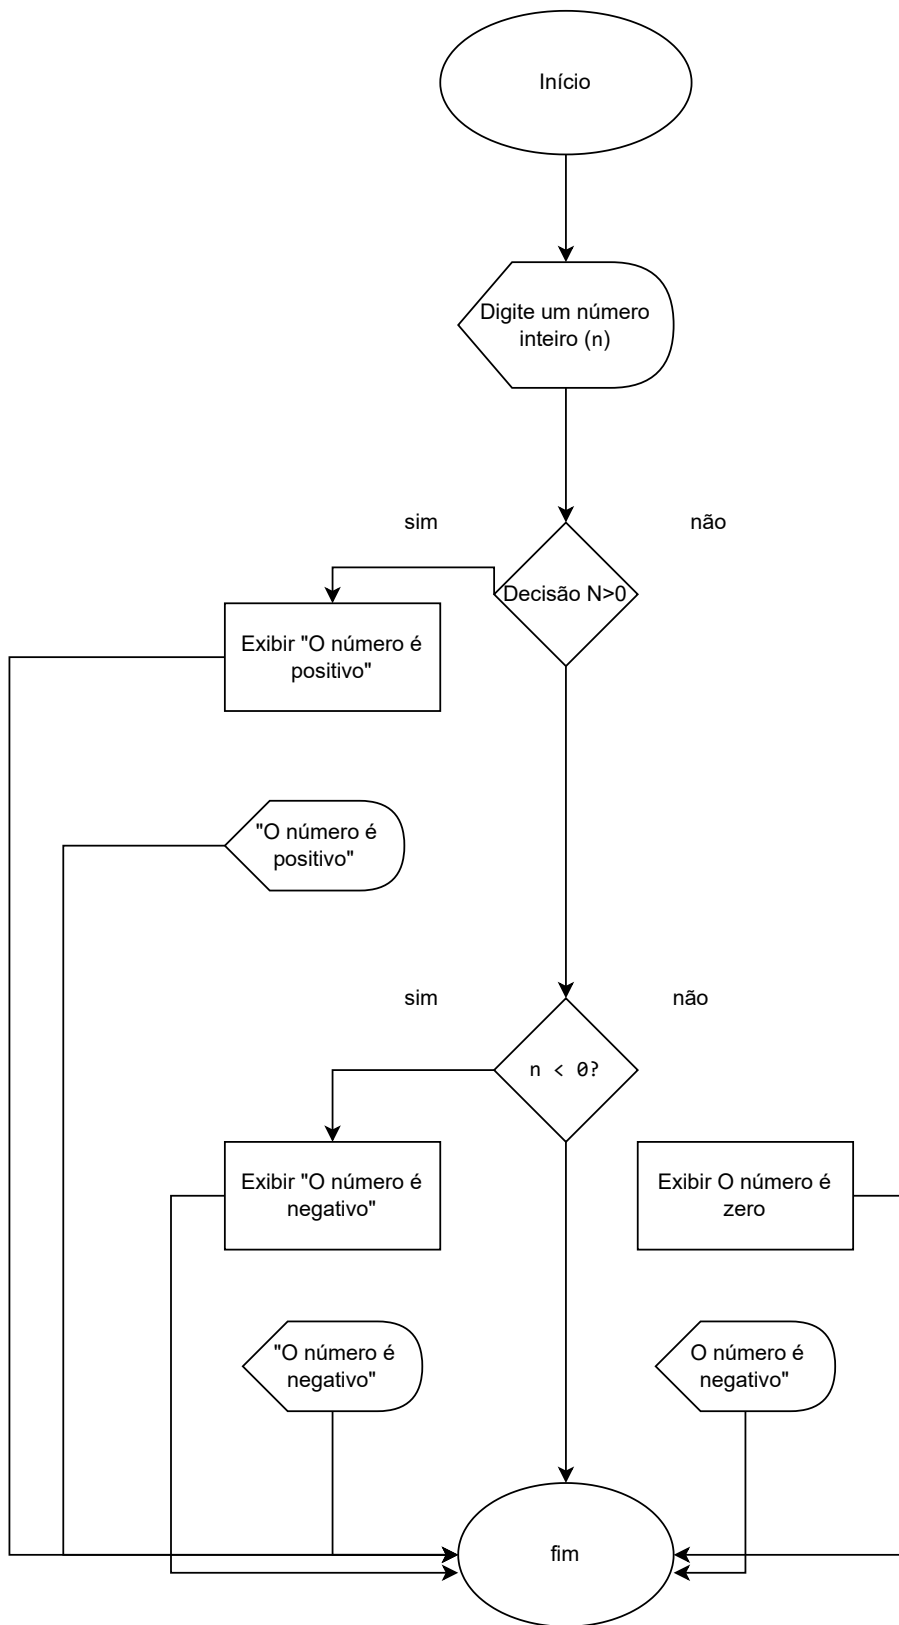 Início
Digite um número
inteiro (n)
sim
não
Decisão N>0
Exibir "O número é
positivo"
"O número é
positivo"
sim
não
n < 0?
Exibir "O número é
negativo"
Exibir O número é
zero
"O número é
negativo"
O número é
negativo"
fim